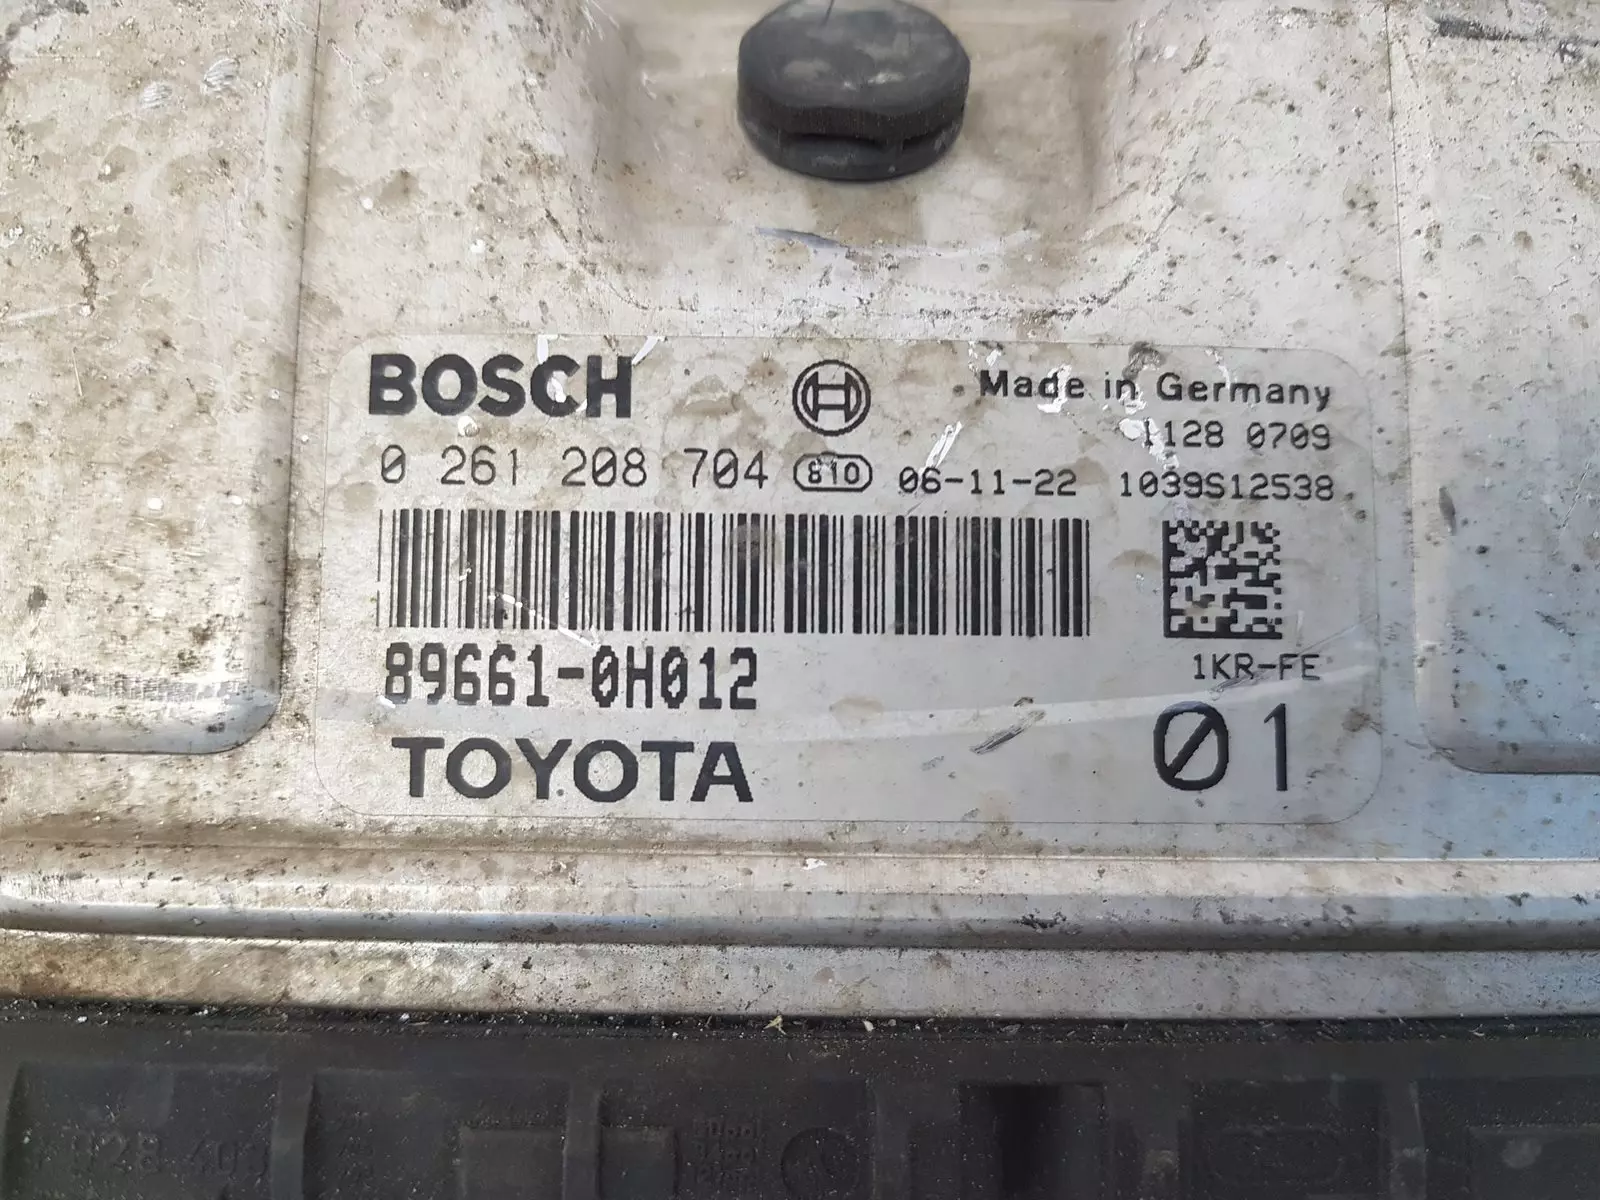 BOSCH
Made in Germany
1128 0709
0 261 208 704 810 06-11-22 1039S12538
89661-0H012
1KR-FE
TOYOTA
01